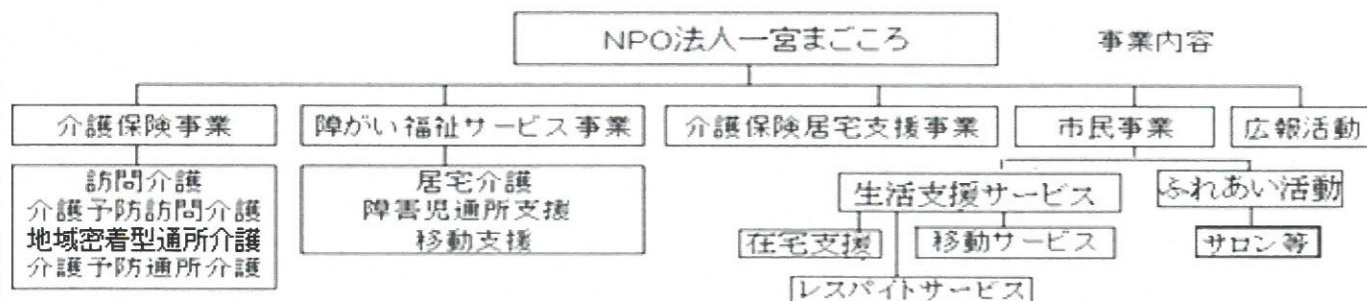 NPO法人一宮まごころ
事業内容
介護保険事業
障がい福祉サービス事業
介護保険居宅支援事業
市民事業
広報活動
訪問介護
介護予防訪問介護
地域密着型通所介護
介護予防通所介護
居宅介護
障害児通所支援
移動支援
生活支援サービス
ふれあい活動
在宅支援
移動サービス
サロン等
レスパイトサービス